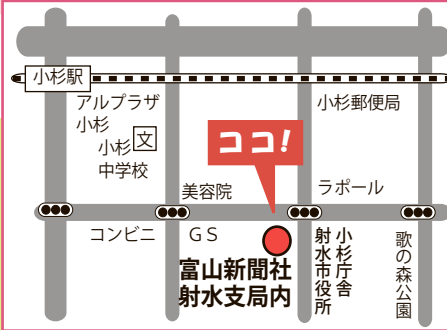 小杉駅
アルプラザ
小杉
小杉
中学校
文
小杉郵便局
ココ!
美容院
ラポール
コンビニ
GS
富山新聞社
射水支局内
小杉庁舎
射水市役所
歌の森公園